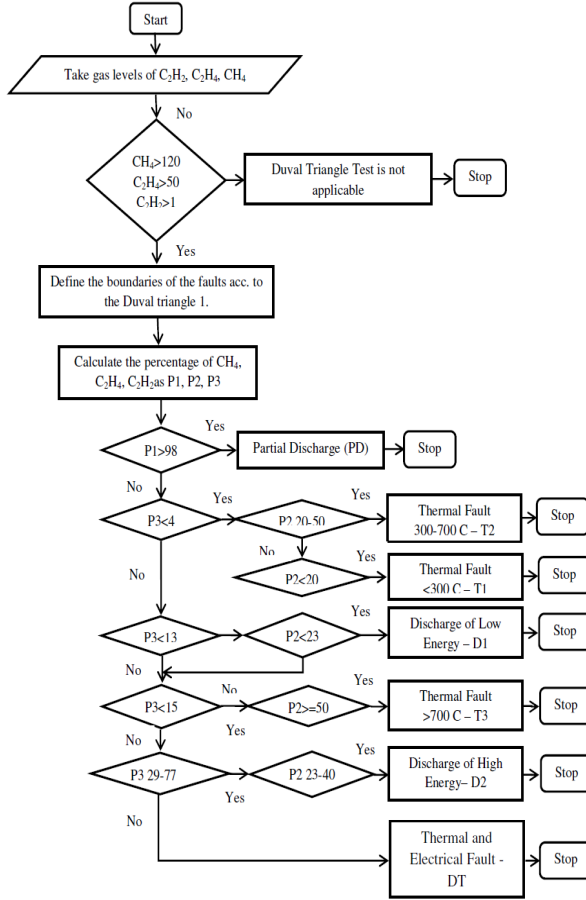 Start
Take gas levels of C₂H₂, C₂H₄, CH₄
No
CH₄>120
C₂H₄>50
C₂H₂>1
Duval Triangle Test is not
applicable
Stop
Yes
Define the boundaries of the faults acc. to
the Duval triangle 1.
Calculate the percentage of CH₄,
C₂H₄, C₂H₂as P1, P2, P3
Yes
P1>98
Partial Discharge (PD)
Stop
No
Yes
Yes
P3<4
P2 20-50
Thermal Fault
300-700 C – T2
Stop
No
Yes
No
P2<20
Thermal Fault
<300 C – T1
Stop
Yes
P3<13
P2<23
Discharge of Low
Energy – D1
Stop
No
No
Yes
P3<15
P2>=50
Thermal Fault
>700 C – T3
Stop
Yes
No
Yes
P3 29-77
P2 23-40
Discharge of High
Energy– D2
Stop
Yes
No
Thermal and
Electrical Fault -
DT
Stop